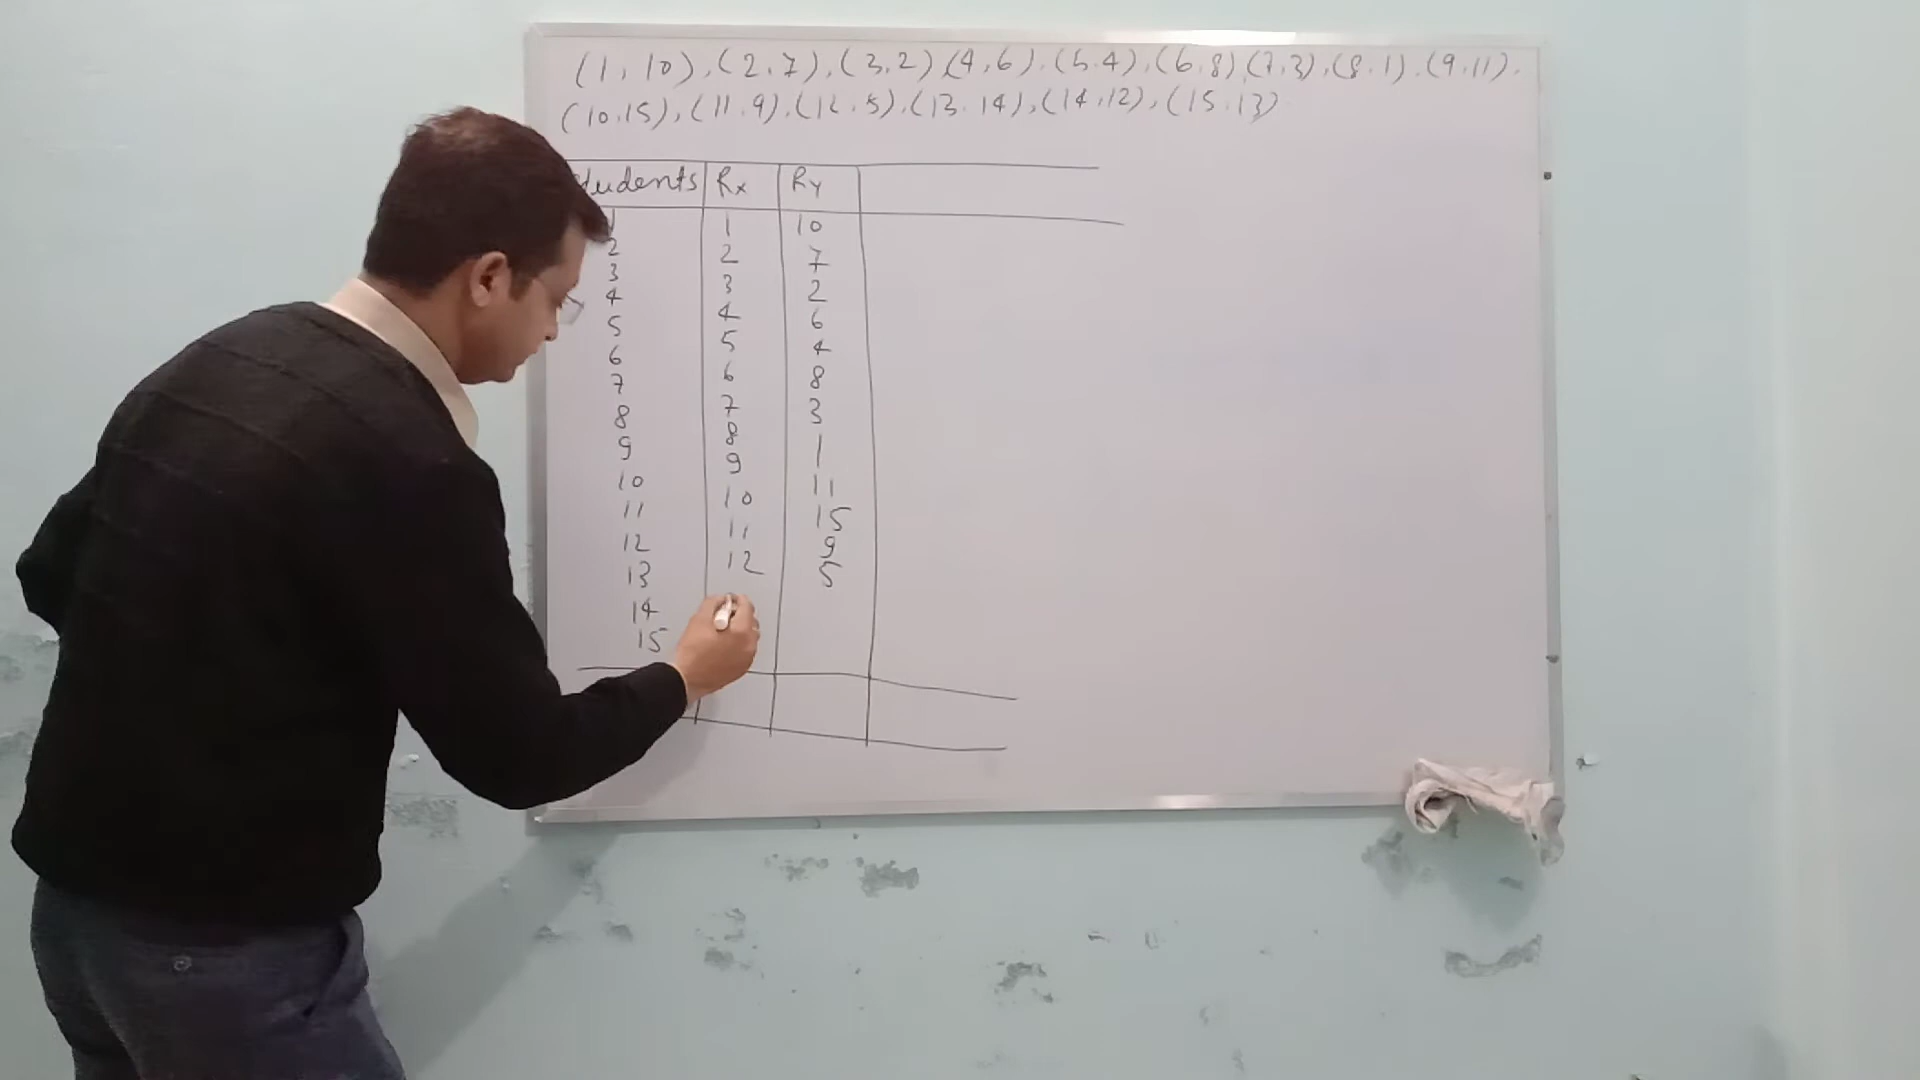 (1, 10), (2, 7), (3, 2) (4, 6), (5, 4), (6, 8) (7, 3), (8, 1), (9, 11),
(10, 15), (11, 9), (12, 5), (13, 14), (14, 12), (15, 13)
Students Rx Ry
1 1 10
2 2 7
3 3 2
4 4 6
5 5 4
6 6 8
7 7 3
8 8 1
9 9 11
10 10 15
11 11 9
12 12 5
13
14
15